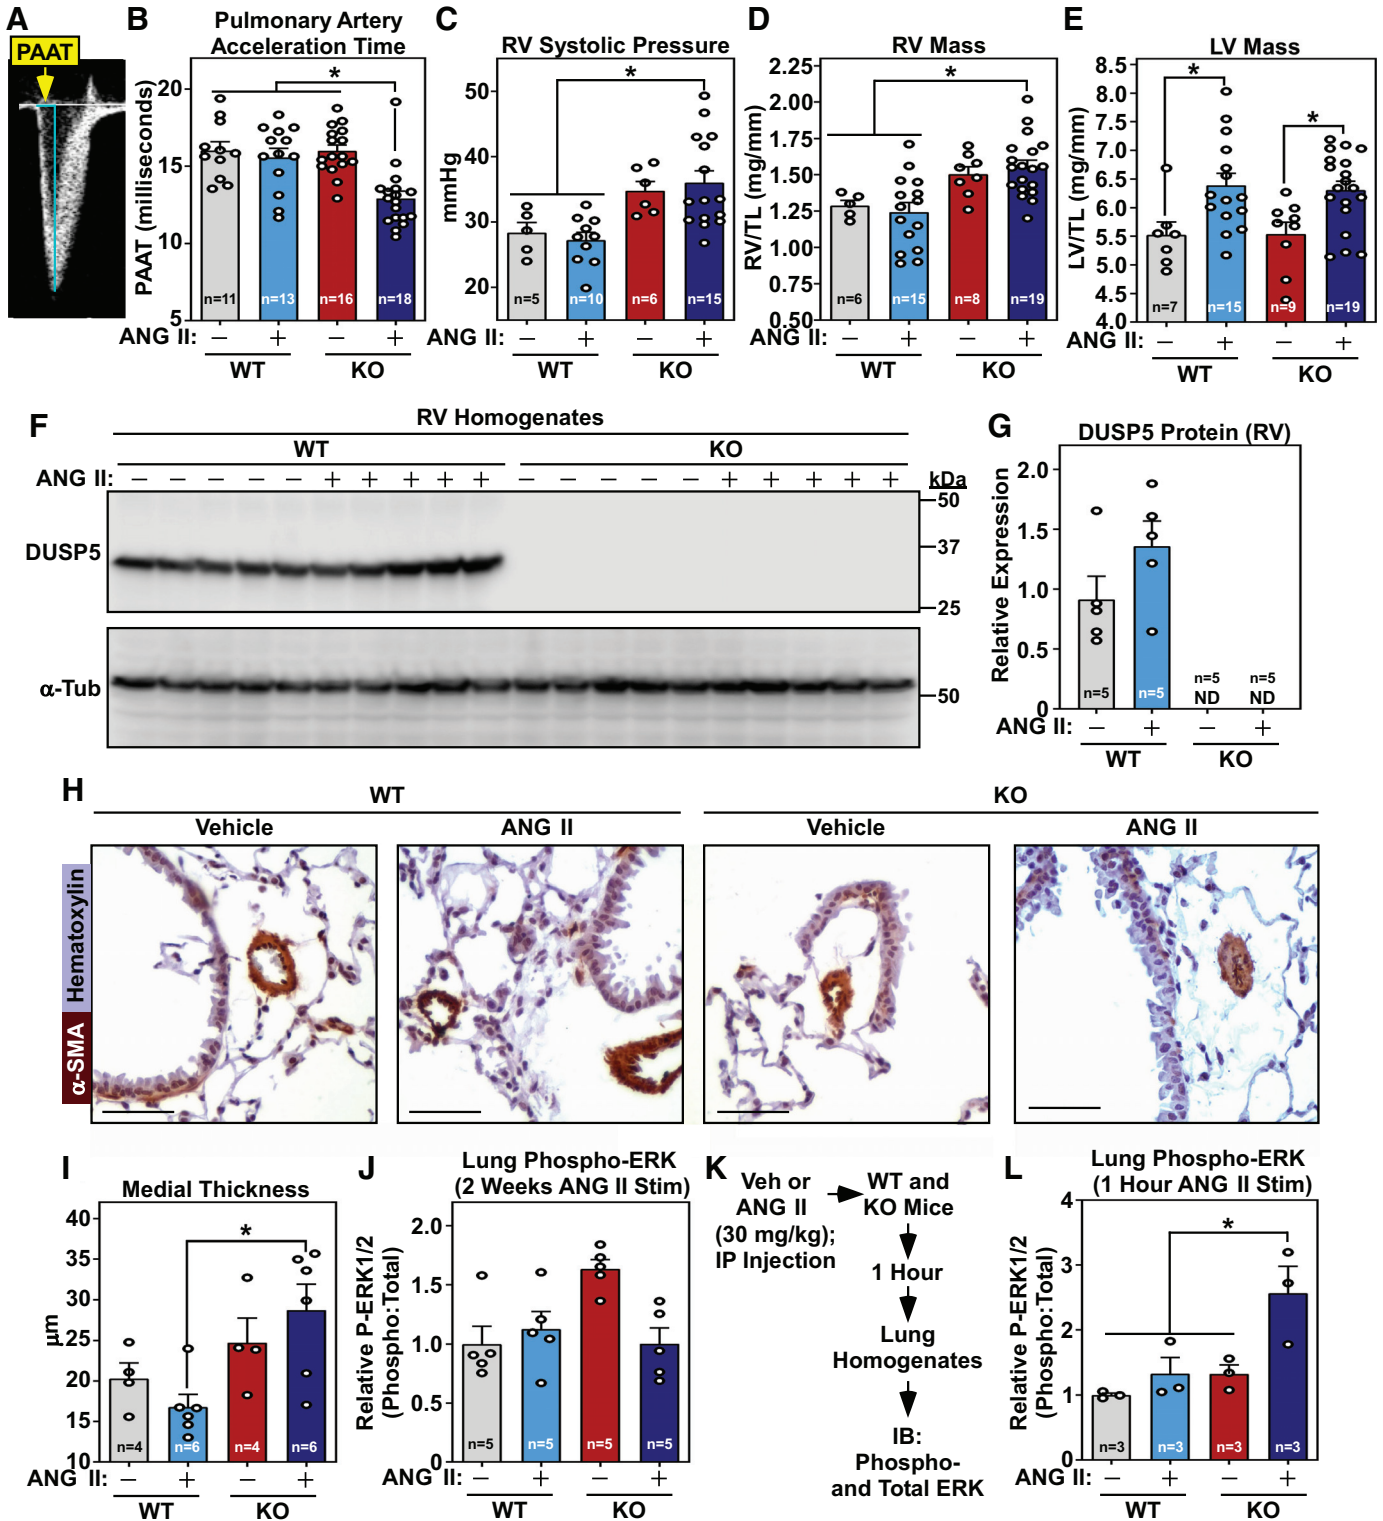 A
PAAT
B
Pulmonary Artery
Acceleration Time
PAAT (milliseconds)
20
15
10
5
*
n=11
n=13
n=16
n=18
ANG II:
− + − +
WT
KO
C
RV Systolic Pressure
mmHg
50
40
30
20
*
n=5
n=10
n=6
n=15
ANG II:
− + − +
WT
KO
D
RV Mass
RV/TL (mg/mm)
2.25
2.00
1.75
1.50
1.25
1.00
0.75
0.50
*
n=6
n=15
n=8
n=19
ANG II:
− + − +
WT
KO
E
LV Mass
LV/TL (mg/mm)
8.5
8.0
7.5
7.0
6.5
6.0
5.5
5.0
4.5
4.0
*
*
n=7
n=15
n=9
n=19
ANG II:
− + − +
WT
KO
F
RV Homogenates
WT
KO
ANG II: − − − − − + + + + + − − − − − + + + + +
kDa
DUSP5
50
37
25
α-Tub
50
G
DUSP5 Protein (RV)
Relative Expression
2.0
1.5
1.0
0.5
0
n=5
n=5
n=5
ND
n=5
ND
ANG II:
− + − +
WT
KO
H
WT
KO
Vehicle
ANG II
Vehicle
ANG II
α-SMA
Hematoxylin
I
Medial Thickness
µm
40
35
30
25
20
15
10
*
n=4
n=6
n=4
n=6
ANG II:
− + − +
WT
KO
J
Lung Phospho-ERK
(2 Weeks ANG II Stim)
Relative P-ERK1/2
(Phospho:Total)
2.0
1.5
1.0
0.5
0
n=5
n=5
n=5
n=5
ANG II:
− + − +
WT
KO
K
Veh or
ANG II
(30 mg/kg);
IP Injection
WT and
KO Mice
1 Hour
Lung
Homogenates
IB:
Phospho-
and Total ERK
L
Lung Phospho-ERK
(1 Hour ANG II Stim)
Relative P-ERK1/2
(Phospho:Total)
4
3
2
1
0
*
n=3
n=3
n=3
n=3
ANG II:
− + − +
WT
KO